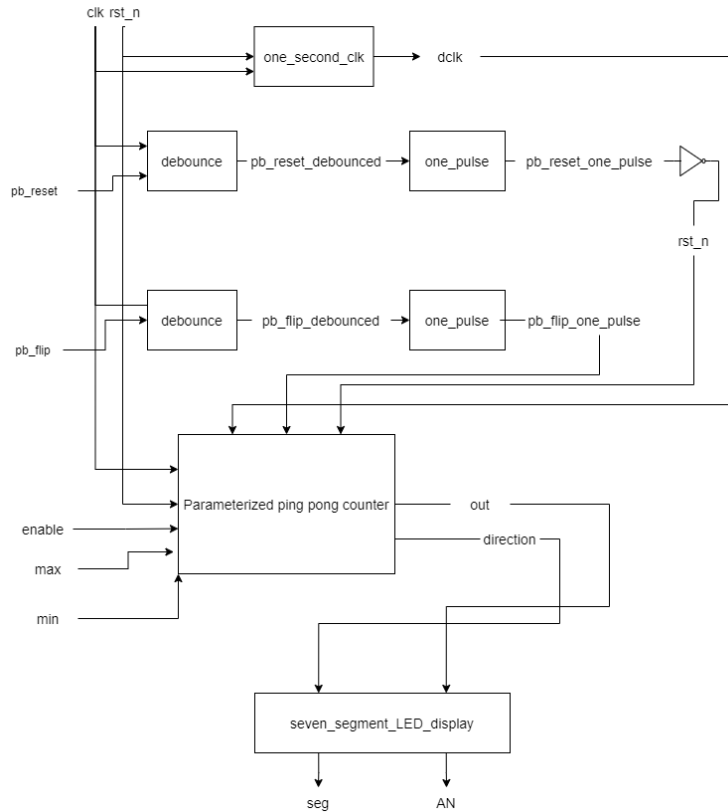 clk rst_n
one_second_clk
dclk
debounce
pb_reset_debounced
one_pulse
pb_reset_one_pulse
pb_reset
rst_n
debounce
pb_flip_debounced
one_pulse
pb_flip_one_pulse
pb_flip
Parameterized ping pong counter
out
enable
direction
max
min
seven_segment_LED_display
seg
AN